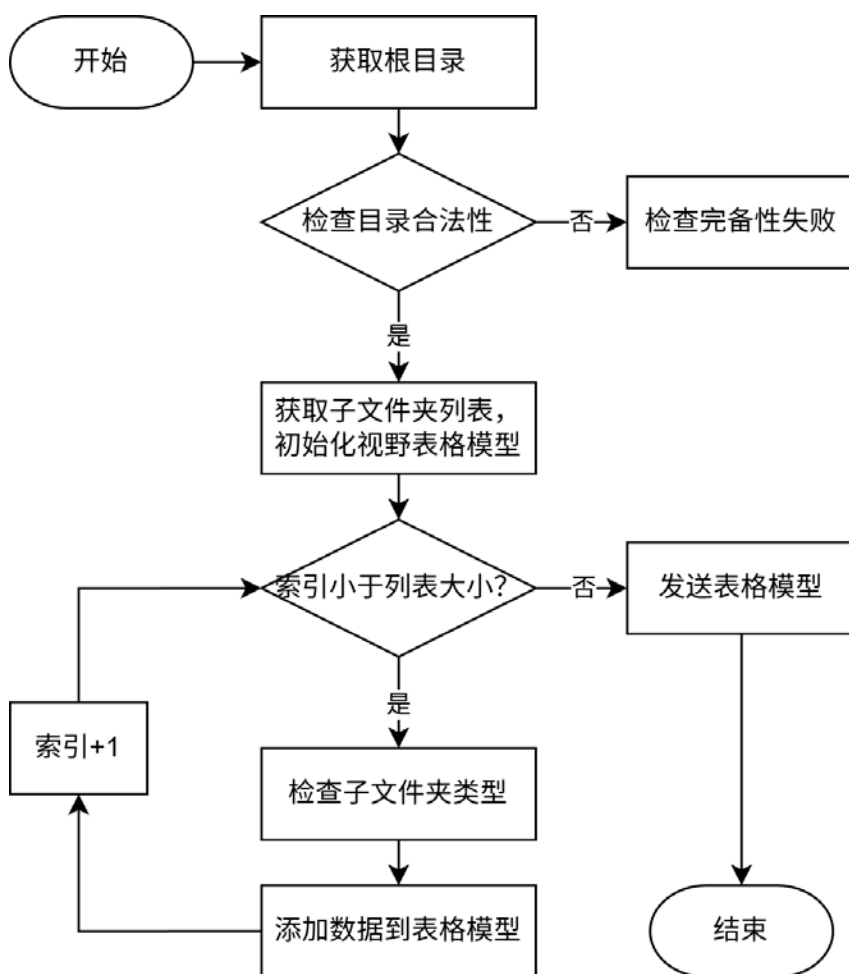 开始
获取根目录
检查目录合法性
否
检查完备性失败
是
获取子文件夹列表，
初始化视野表格模型
索引小于列表大小？
否
发送表格模型
是
索引+1
检查子文件夹类型
添加数据到表格模型
结束